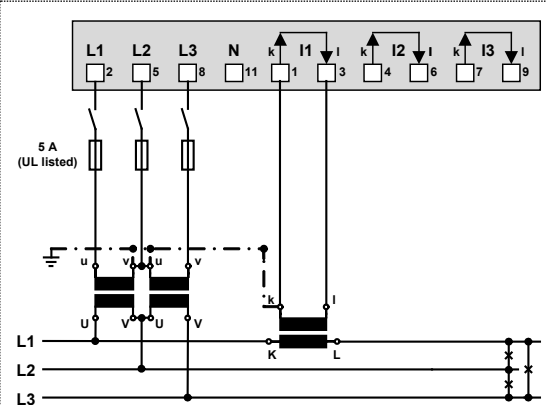 L1 L2 L3 N k I1 l k I2 l k I3 l
2 5 8 11 1 3 4 6 7 9
5 A
(UL listed)
u v u v k l
U V U V
K L
L1
L2
L3